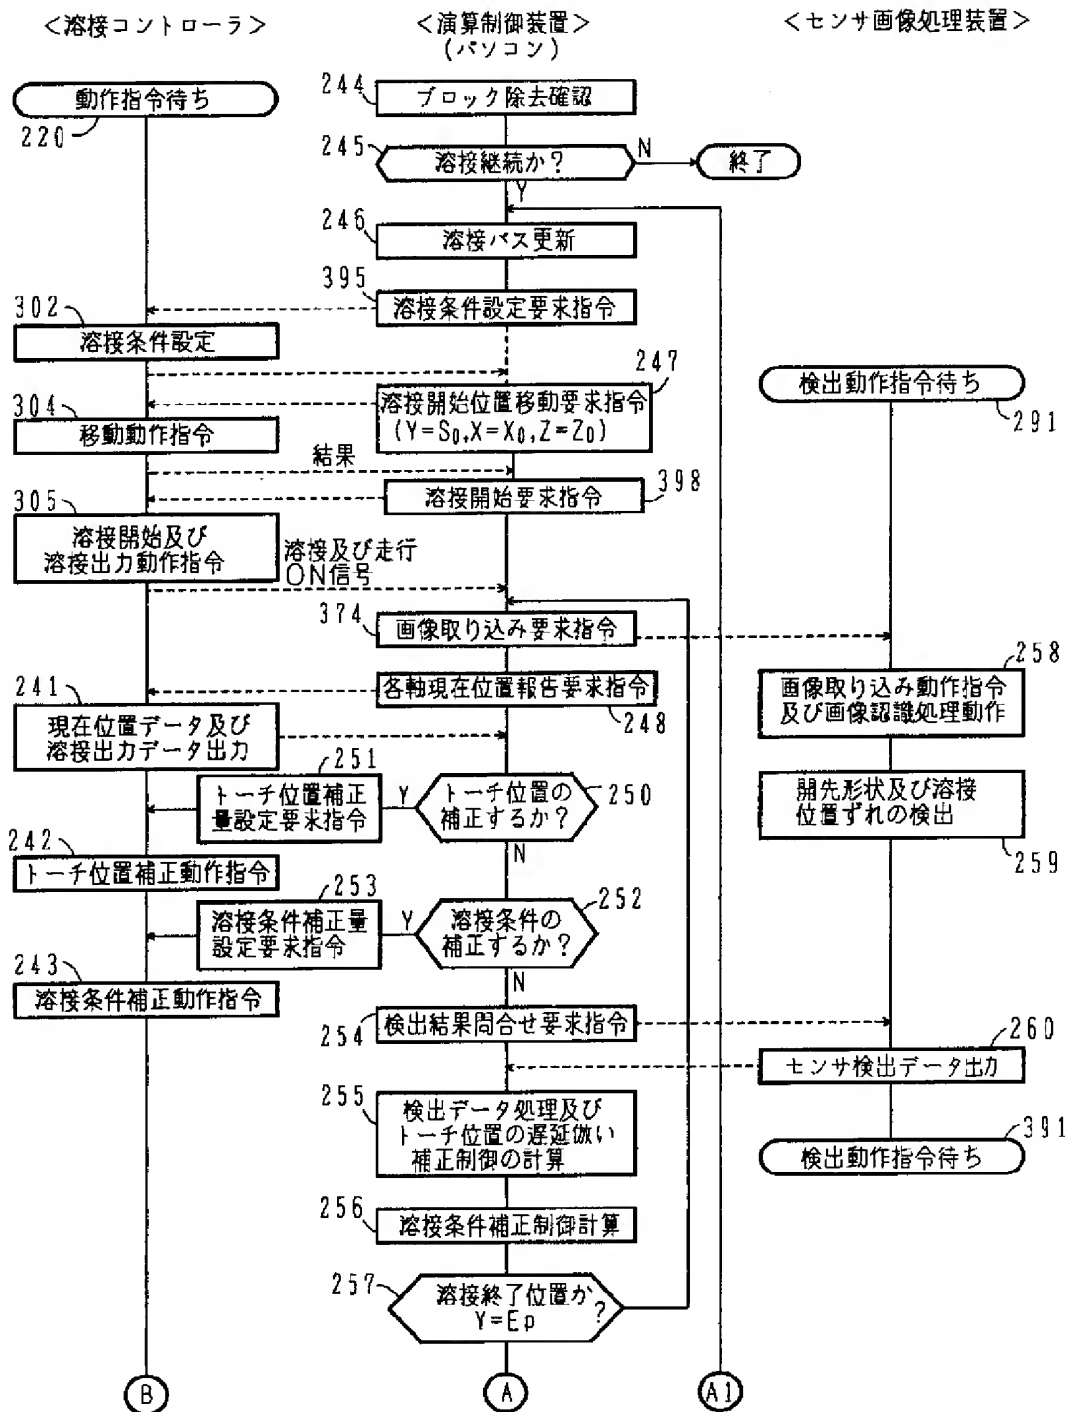 <溶接コントローラ>
<演算制御装置>
(パソコン)
<センサ画像処理装置>
動作指令待ち
220
244
ブロック除去確認
245
溶接継続か?
N
終了
Y
246
溶接パス更新
395
溶接条件設定要求指令
302
溶接条件設定
247
溶接開始位置移動要求指令
(Y=S0,X=X0,Z=Z0)
304
移動動作指令
検出動作指令待ち
291
結果
398
溶接開始要求指令
305
溶接開始及び
溶接出力動作指令
溶接及び走行
ON信号
374
画像取り込み要求指令
258
画像取り込み動作指令
及び画像認識処理動作
各軸現在位置報告要求指令
248
241
現在位置データ及び
溶接出力データ出力
251
トーチ位置補正
量設定要求指令
Y
トーチ位置の
補正するか?
250
N
開先形状及び溶接
位置ずれの検出
259
242
トーチ位置補正動作指令
253
溶接条件補正量
設定要求指令
Y
溶接条件の
補正するか?
252
N
243
溶接条件補正動作指令
254
検出結果問合せ要求指令
260
センサ検出データ出力
255
検出データ処理及び
トーチ位置の遅延倣い
補正制御の計算
391
検出動作指令待ち
256
溶接条件補正制御計算
257
溶接終了位置か
Y=Ep
?
B
A
A1